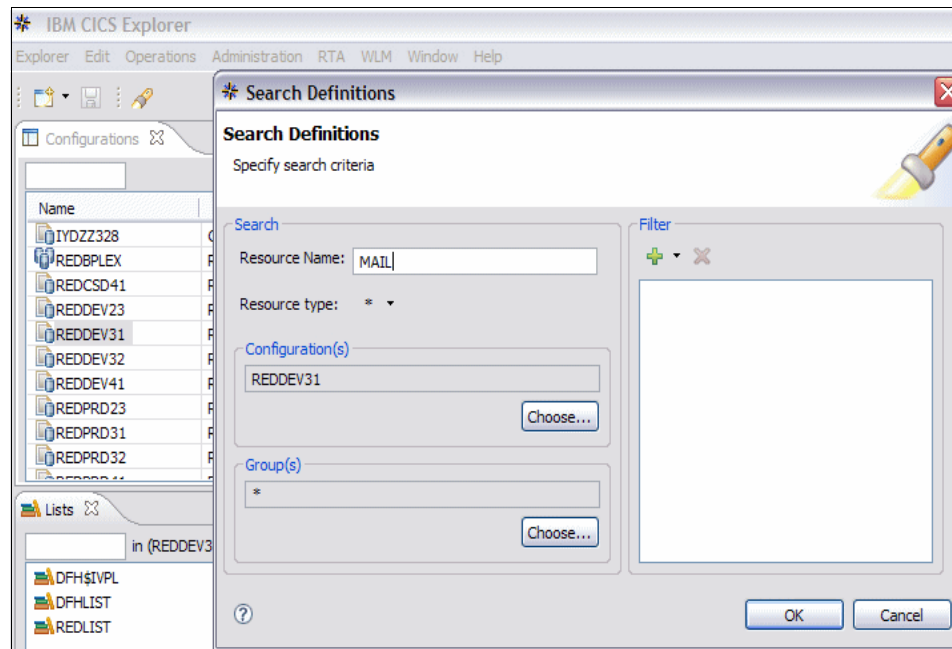 IBM CICS Explorer
Explorer Edit Operations Administration RTA WLM Window Help
Configurations
Name
IYDZZ328
REDBPLEX
REDCSD41
REDDEV23
REDDEV31
REDDEV32
REDDEV41
REDPRD23
REDPRD31
REDPRD32
Lists
in (REDDEV3
DFH$IVPL
DFHLIST
REDLIST
Search Definitions
Search Definitions
Specify search criteria
Search
Resource Name: MAIL
Resource type: *
Configuration(s)
REDDEV31
Choose...
Group(s)
*
Choose...
Filter
OK Cancel